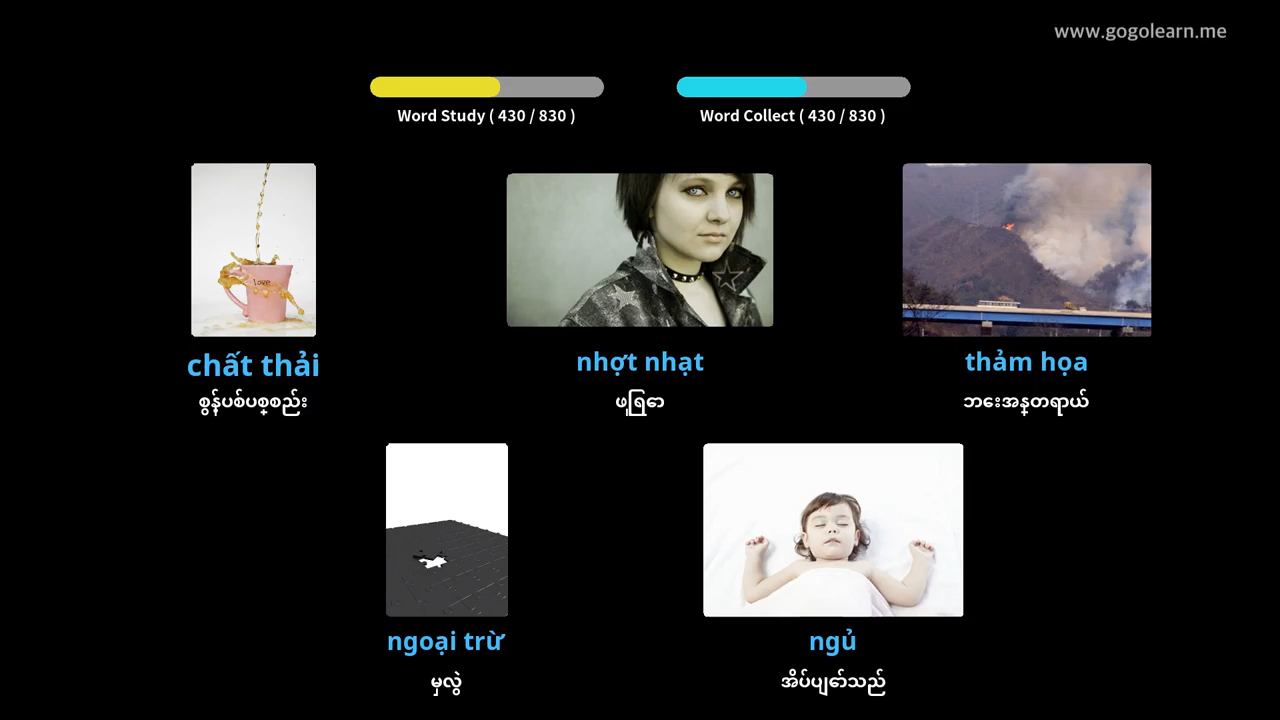 www.gogolearn.me
Word Study ( 430 / 830 )
Word Collect ( 430 / 830 )
love
chất thải
စွန့်ပစ်ပစ္စည်း
nhợt nhạt
ဖူရြော
thảm họa
ဘေးအန္တရာယ်
ngoại trừ
မှလွဲ
ngủ
အိပ်ပျော်သည်